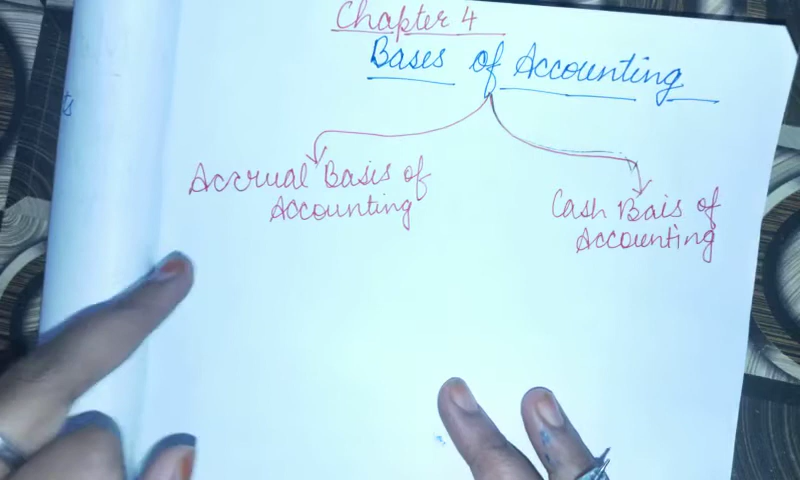 Chapter 4
Bases of Accounting
Accrual Basis of
Accounting
Cash Bais of
Accounting